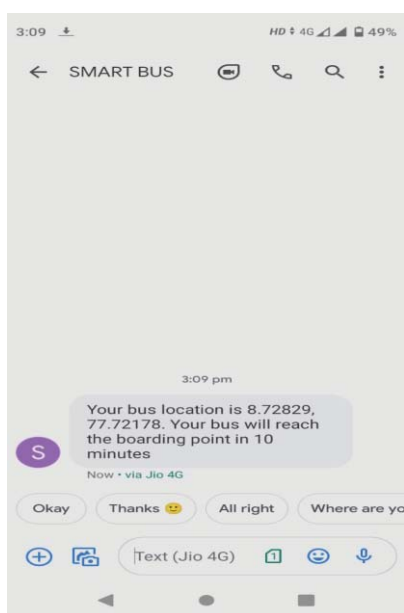 3:09 HD 4G 49%
SMART BUS
3:09 pm
Your bus location is 8.72829,
77.72178. Your bus will reach
the boarding point in 10
minutes
S
Now • via Jio 4G
Okay Thanks 🙂 All right Where are yo
Text (Jio 4G) 1